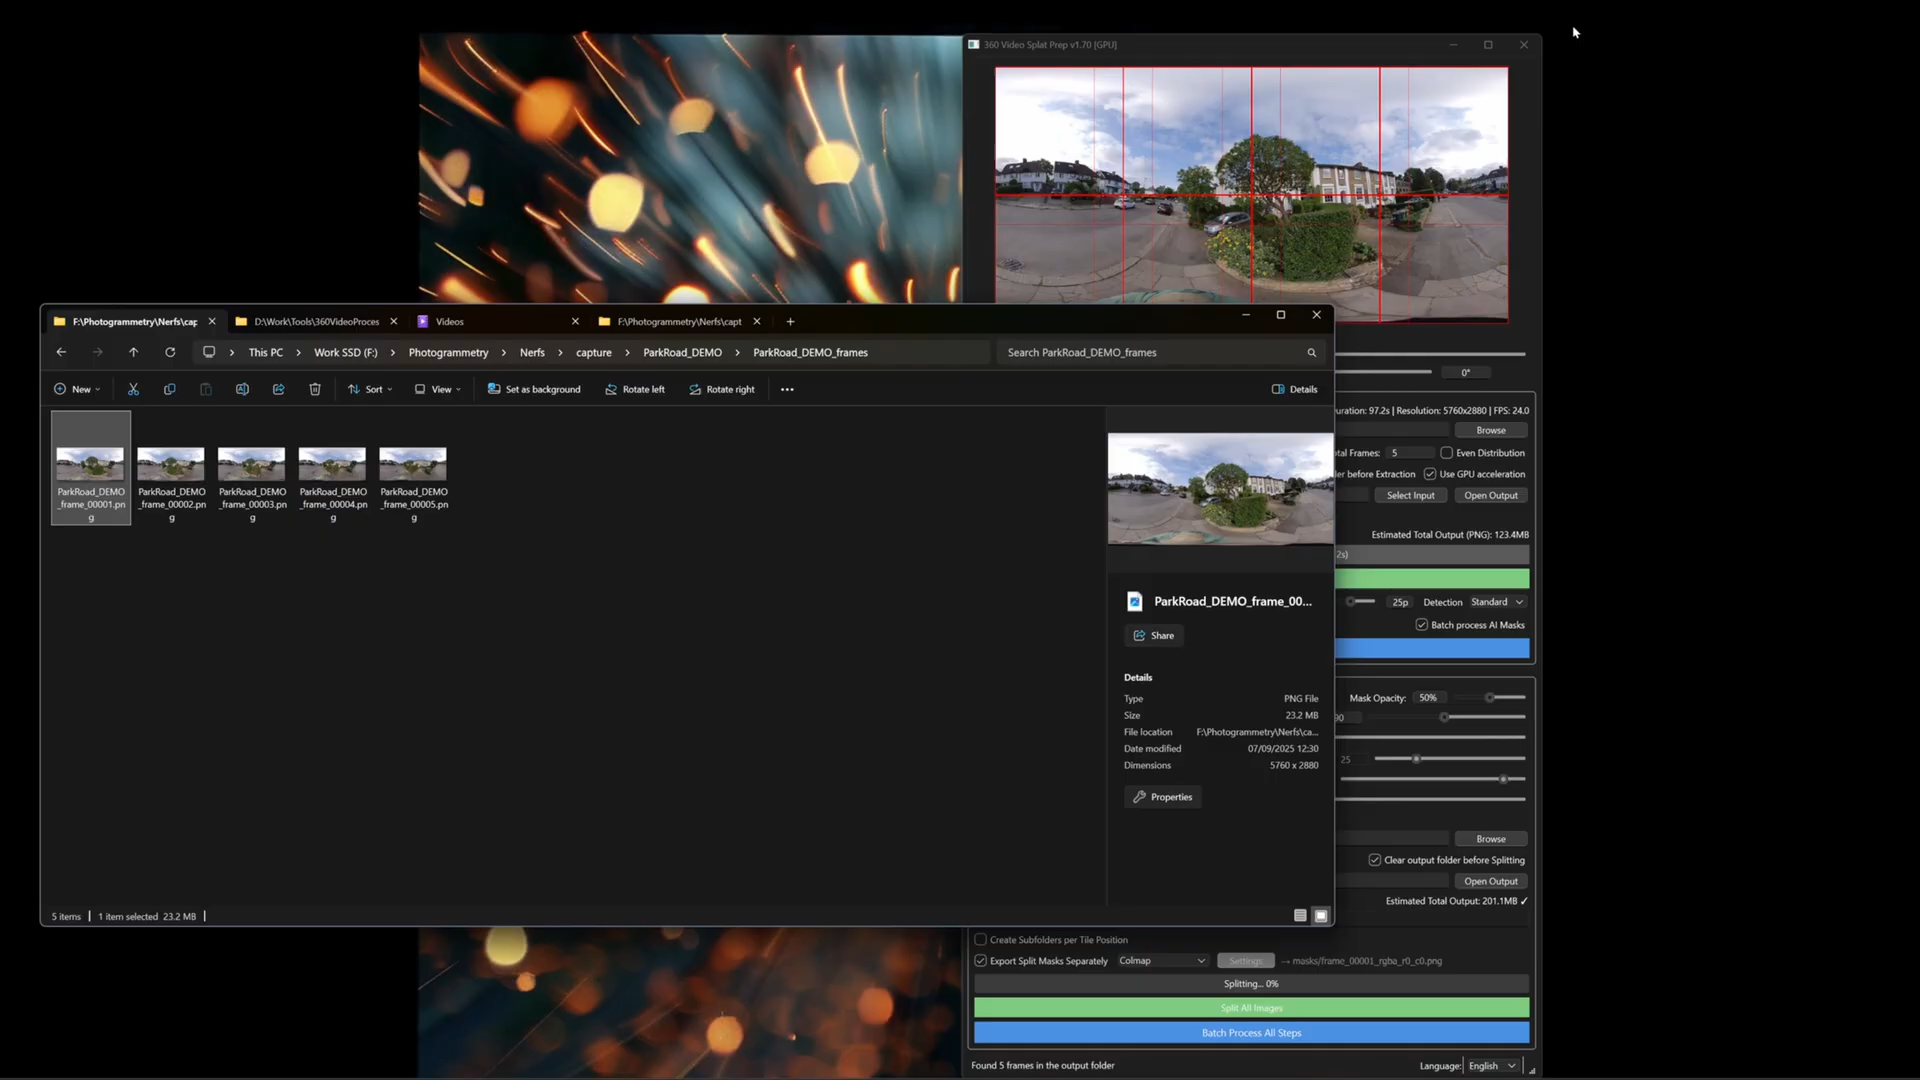 360 Video Splat Prep v1.70 [GPU]
F:\Photogrammetry\Nerfs\cap
D:\Work\Tools\360VideoProces
Videos
F:\Photogrammetry\Nerfs\capt
This PC > Work SSD (F:) > Photogrammetry > Nerfs > capture > ParkRoad_DEMO > ParkRoad_DEMO_frames
Search ParkRoad_DEMO_frames
0°
New
Sort
View
Set as background
Rotate left
Rotate right
Details
uration: 97.2s | Resolution: 5760x2880 | FPS: 24.0
Browse
tal Frames: 5
Even Distribution
er before Extraction
Use GPU acceleration
Select Input
Open Output
ParkRoad_DEMO_frame_00001.png
ParkRoad_DEMO_frame_00002.png
ParkRoad_DEMO_frame_00003.png
ParkRoad_DEMO_frame_00004.png
ParkRoad_DEMO_frame_00005.png
Estimated Total Output (PNG): 123.4MB
2s)
25p
Detection
Standard
Batch process AI Masks
ParkRoad_DEMO_frame_00...
Share
Details
Type PNG File
Size 23.2 MB
File location F:\Photogrammetry\Nerfs\ca...
Date modified 07/09/2025 12:30
Dimensions 5760 x 2880
Properties
Mask Opacity: 50%
90
25
Browse
Clear output folder before Splitting
Open Output
Estimated Total Output: 201.1MB ✓
5 items | 1 item selected 23.2 MB |
Create Subfolders per Tile Position
Export Split Masks Separately
Colmap
Settings
→ masks/frame_00001_rgba_r0_c0.png
Splitting... 0%
Split All Images
Batch Process All Steps
Found 5 frames in the output folder
Language: English